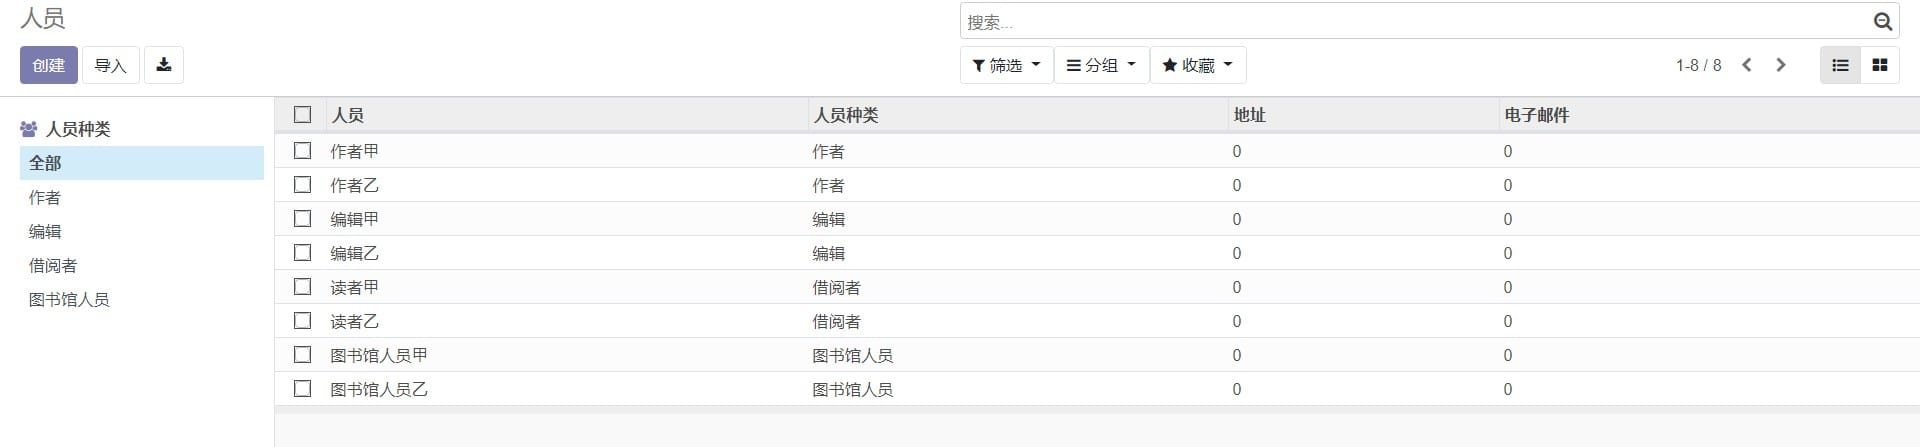 人员
搜索...
创建 导入 筛选 分组 收藏 1-8 / 8
人员种类
全部
作者
编辑
借阅者
图书馆人员
人员 人员种类 地址 电子邮件
作者甲 作者 0 0
作者乙 作者 0 0
编辑甲 编辑 0 0
编辑乙 编辑 0 0
读者甲 借阅者 0 0
读者乙 借阅者 0 0
图书馆人员甲 图书馆人员 0 0
图书馆人员乙 图书馆人员 0 0